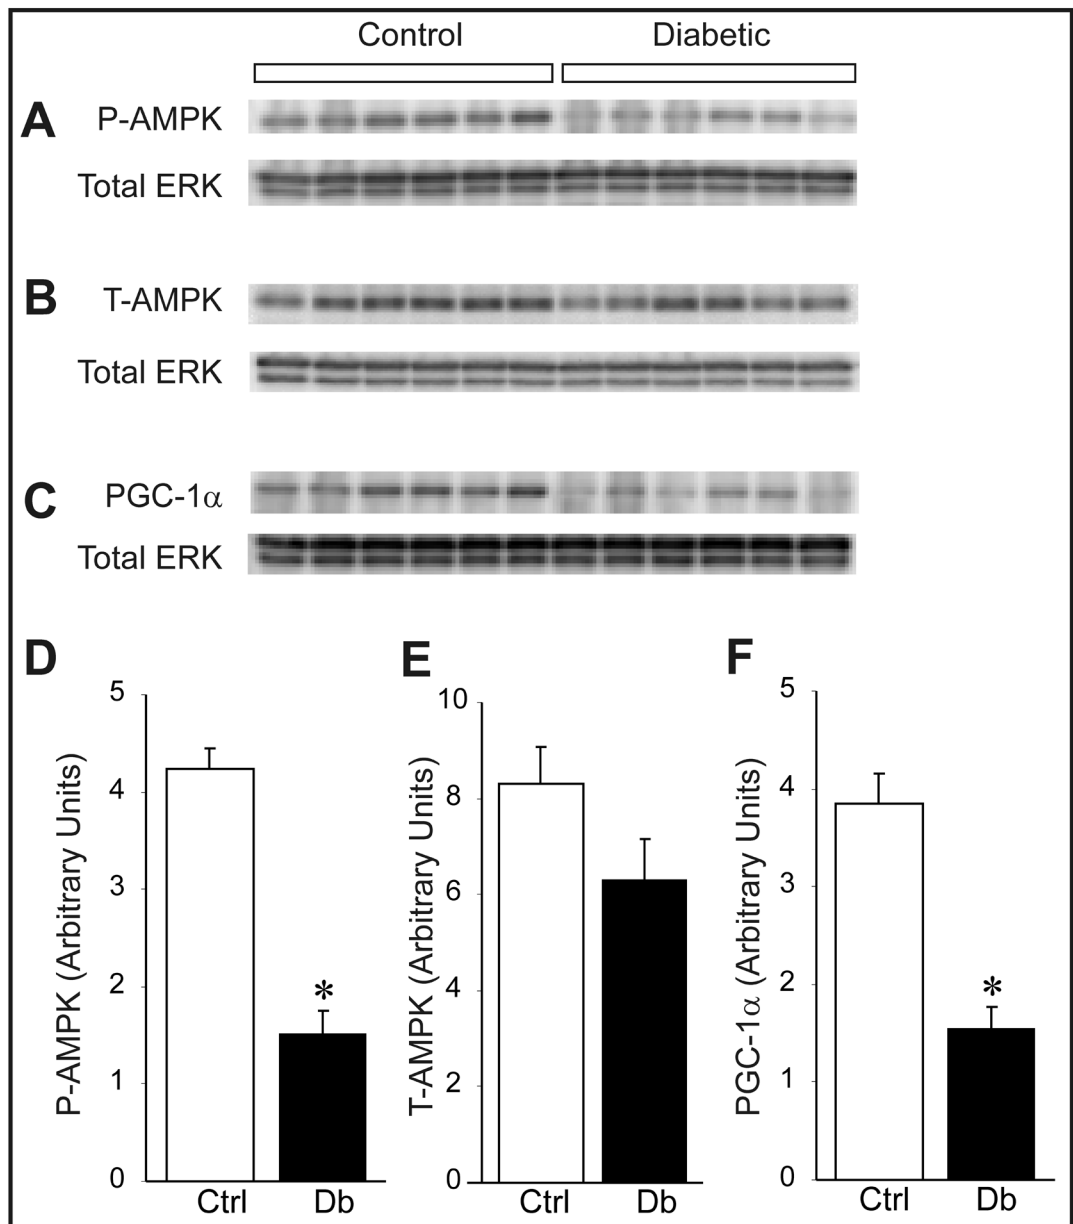 Control Diabetic
A P-AMPK
Total ERK
B T-AMPK
Total ERK
C PGC-1α
Total ERK
D E F
P-AMPK (Arbitrary Units)
5
4
3
2
1
0
*
Ctrl Db
T-AMPK (Arbitrary Units)
10
8
6
4
2
0
Ctrl Db
PGC-1α (Arbitrary Units)
5
4
3
2
1
0
*
Ctrl Db